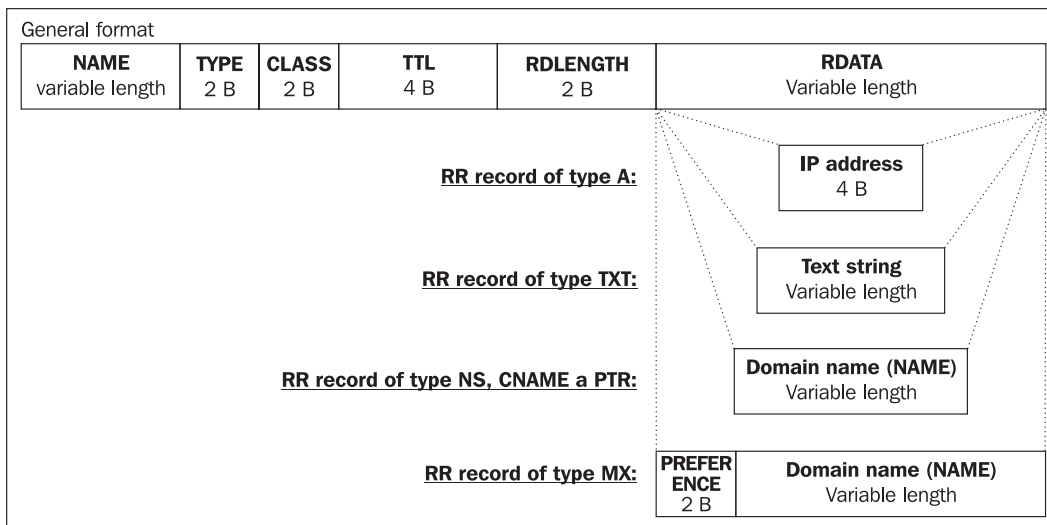 General format
NAME
variable length
TYPE
2 B
CLASS
2 B
TTL
4 B
RDLENGTH
2 B
RDATA
Variable length
RR record of type A:
IP address
4 B
RR record of type TXT:
Text string
Variable length
RR record of type NS, CNAME a PTR:
Domain name (NAME)
Variable length
RR record of type MX:
PREFER
ENCE
2 B
Domain name (NAME)
Variable length